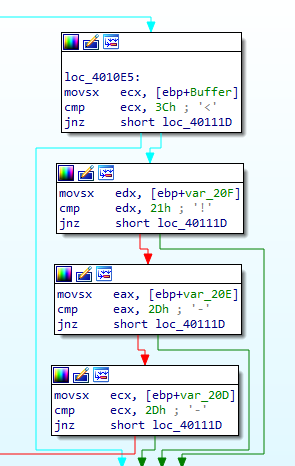 loc_4010E5:
movsx ecx, [ebp+Buffer]
cmp ecx, 3Ch ; '<'
jnz short loc_40111D
movsx edx, [ebp+var_20F]
cmp edx, 21h ; '!'
jnz short loc_40111D
movsx eax, [ebp+var_20E]
cmp eax, 2Dh ; '-'
jnz short loc_40111D
movsx ecx, [ebp+var_20D]
cmp ecx, 2Dh ; '-'
jnz short loc_40111D